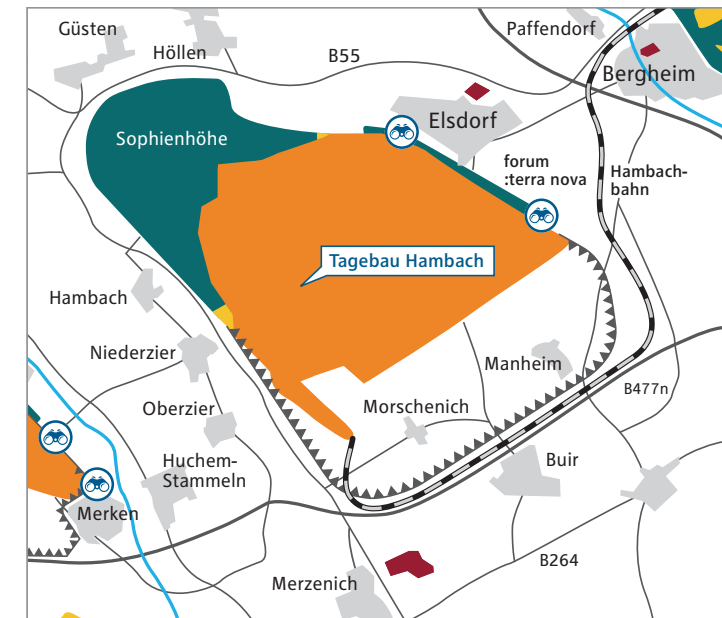 Güsten
Paffendorf
Höllen
B55
Bergheim
Elsdorf
Sophienhöhe
forum
:terra nova
Hambach-
bahn
Tagebau Hambach
Hambach
Niederzier
Manheim
B477n
Oberzier
Morschenich
Huchem-
Stammeln
Buir
Merken
B264
Merzenich